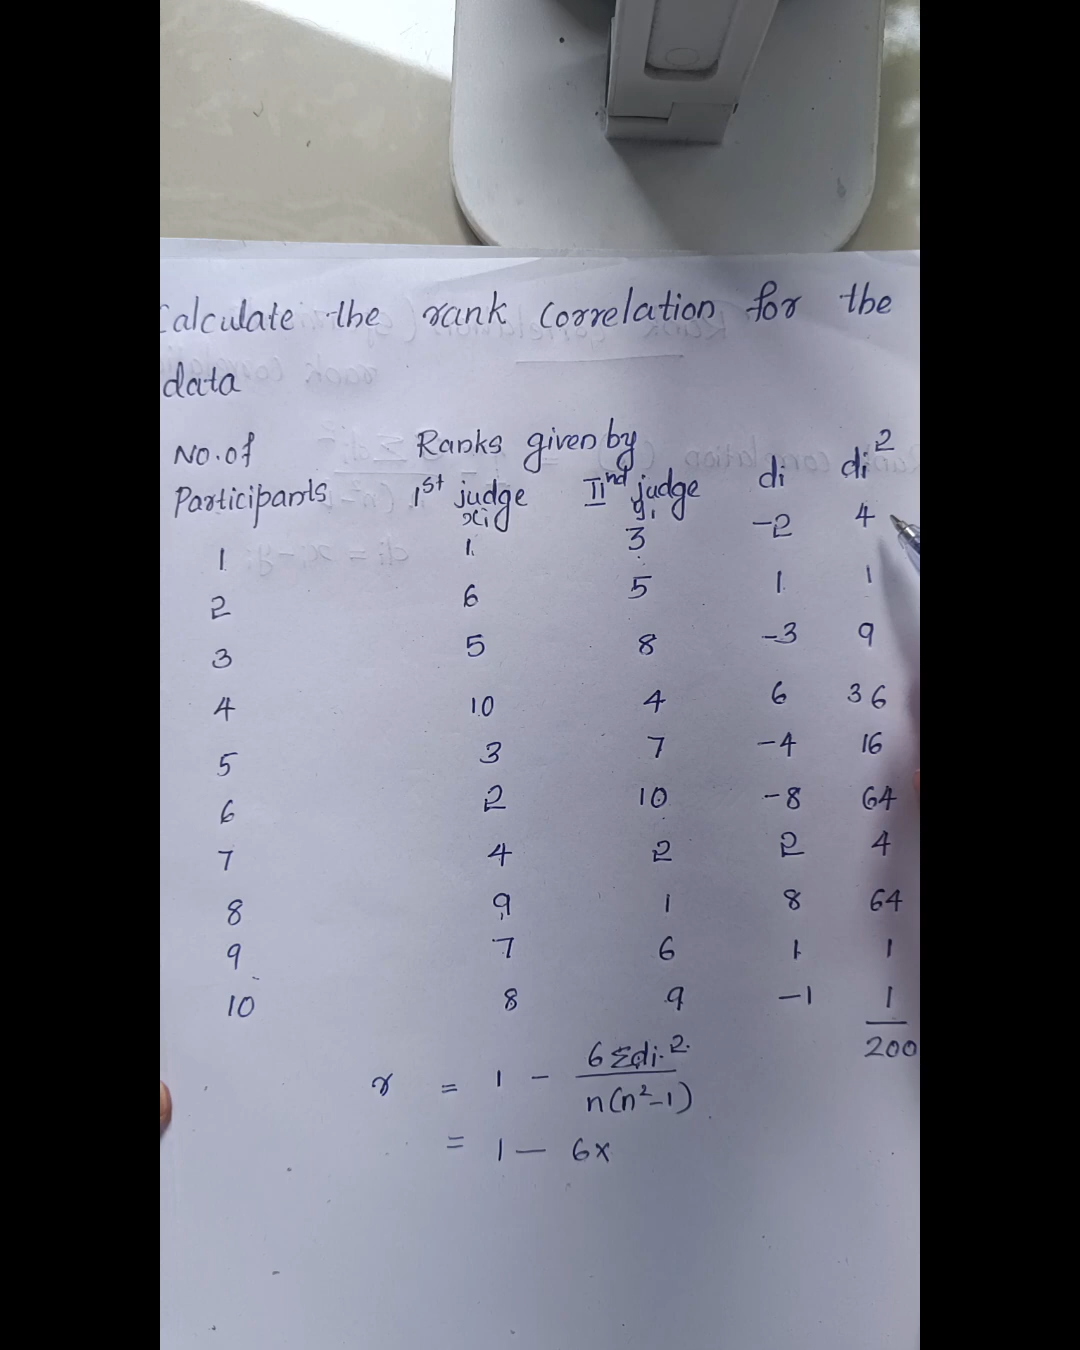 Calculate the rank correlation for the
data
No. of Ranks given by
Participants 1st judge IInd judge di di²
xi yi
1 1 3 -2 4
2 6 5 1 1
3 5 8 -3 9
4 10 4 6 36
5 3 7 -4 16
6 2 10 -8 64
7 4 2 2 4
8 9 1 8 64
9 7 6 1 1
10 8 9 -1 1
200
r = 1 - 6 Σdi² / n(n²-1)
= 1 - 6x